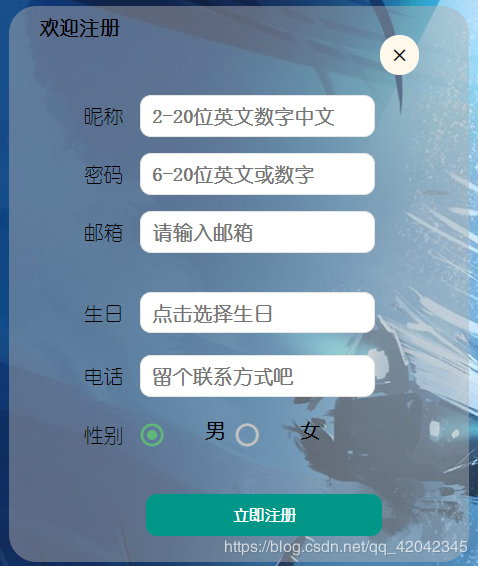 欢迎注册
×
昵称 2-20位英文数字中文
密码 6-20位英文或数字
邮箱 请输入邮箱
生日 点击选择生日
电话 留个联系方式吧
性别 男 女
立即注册
https://blog.csdn.net/qq_42042345